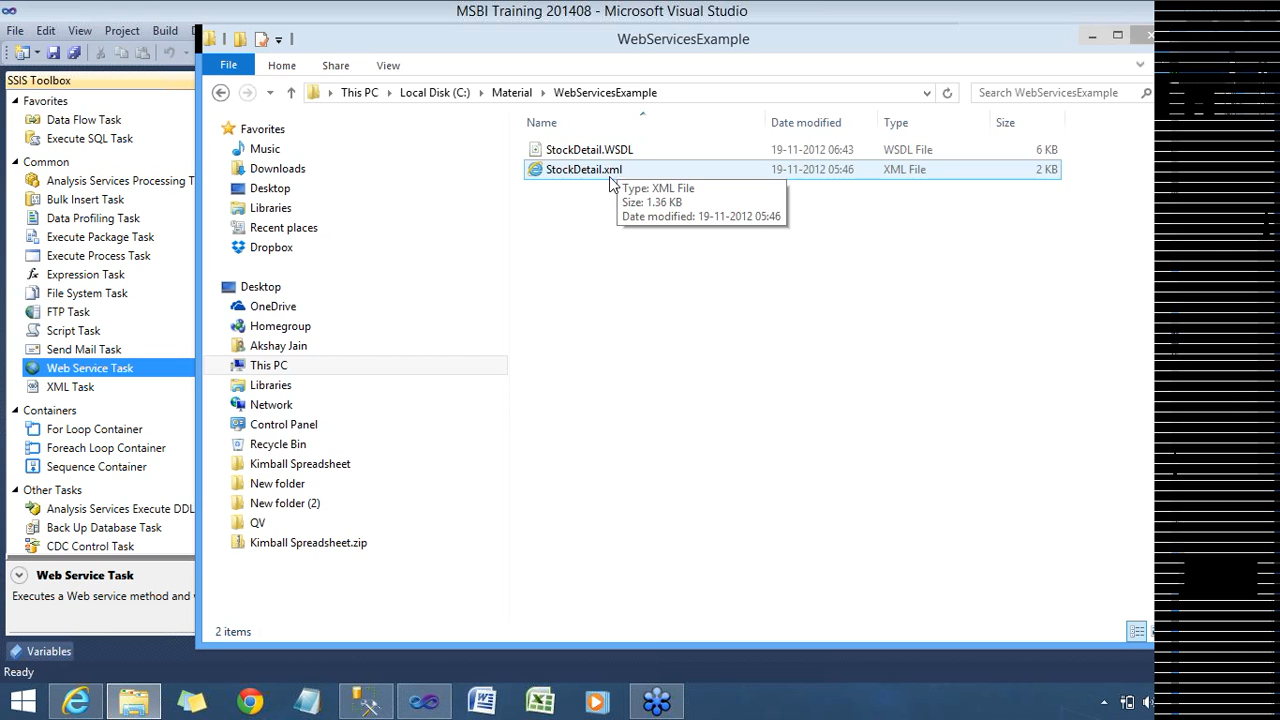 MSBI Training 201408 - Microsoft Visual Studio
File Edit View Project Build
SSIS Toolbox
Favorites
Data Flow Task
Execute SQL Task
Common
Analysis Services Processing T
Bulk Insert Task
Data Profiling Task
Execute Package Task
Execute Process Task
Expression Task
File System Task
FTP Task
Script Task
Send Mail Task
Web Service Task
XML Task
Containers
For Loop Container
Foreach Loop Container
Sequence Container
Other Tasks
Analysis Services Execute DDL
Back Up Database Task
CDC Control Task
Web Service Task
Executes a Web service method and
Variables
Ready
WebServicesExample
File Home Share View
This PC Local Disk (C:) Material WebServicesExample
Search WebServicesExample
Favorites
Music
Downloads
Desktop
Libraries
Recent places
Dropbox
Desktop
OneDrive
Homegroup
Akshay Jain
This PC
Libraries
Network
Control Panel
Recycle Bin
Kimball Spreadsheet
New folder
New folder (2)
QV
Kimball Spreadsheet.zip
Date modified Type Size
StockDetail.WSDL 19-11-2012 06:43 WSDL File 6 KB
StockDetail.xml 19-11-2012 05:46 XML File 2 KB
Type: XML File
Size: 1.36 KB
Date modified: 19-11-2012 05:46
2 items